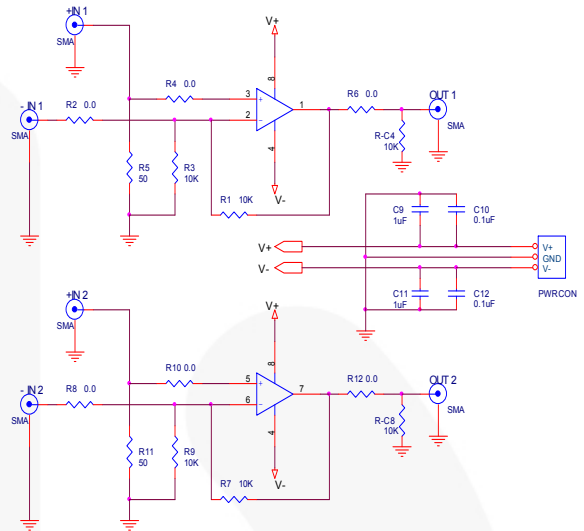 +IN 1
SMA
V+
- IN 1
SMA
R2 0.0
R4 0.0
3
+
2
−
8
1
4
V-
R6 0.0
OUT 1
SMA
R-C4
10K
R5
50
R3
10K
R1 10K
C9
1uF
C10
0.1uF
V+
V-
V+
GND
V-
PWRCON
C11
1uF
C12
0.1uF
+IN 2
SMA
V+
- IN 2
SMA
R8 0.0
R10 0.0
5
+
6
−
8
7
4
V-
R12 0.0
OUT 2
SMA
R-C8
10K
R11
50
R9
10K
R7 10K